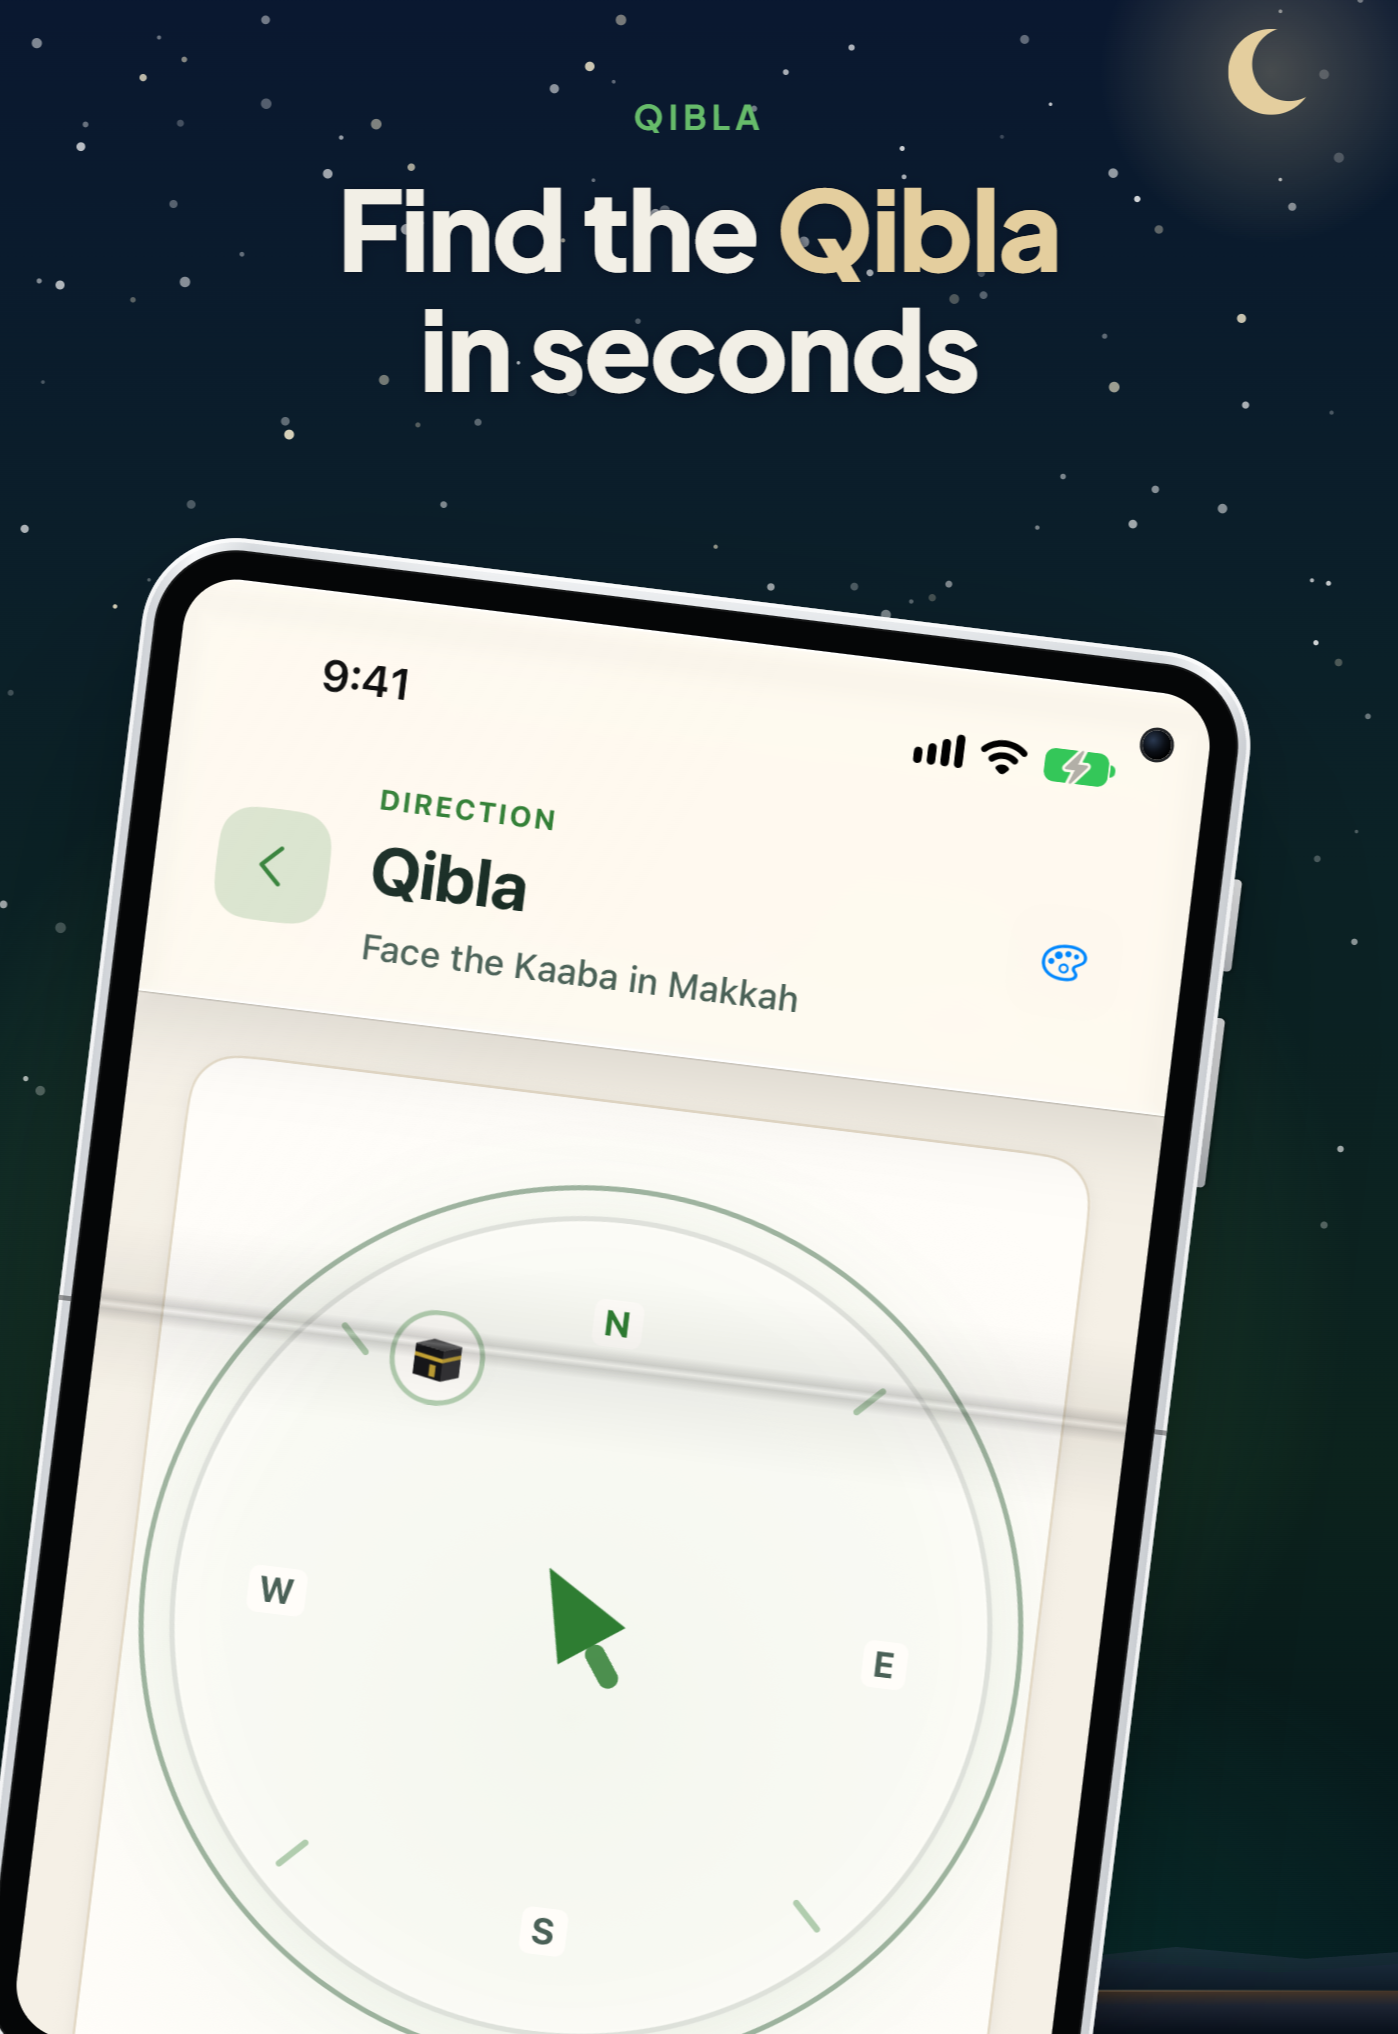 QIBLA
Find the Qibla
in seconds
9:41
DIRECTION
Qibla
Face the Kaaba in Makkah
N
W
E
S